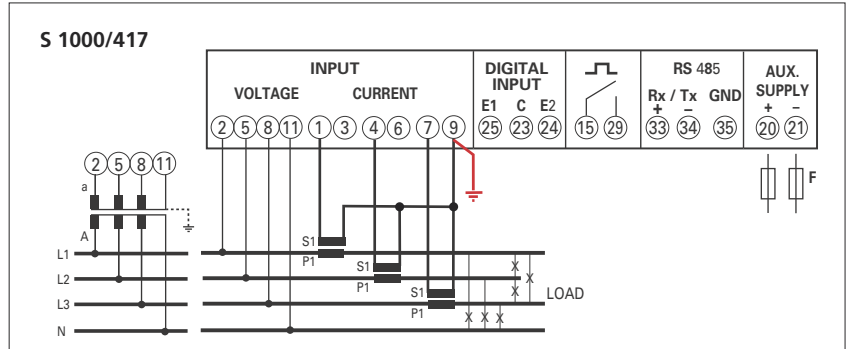 S 1000/417
INPUT
VOLTAGE CURRENT
DIGITAL
INPUT
E1 C E2
RS 485
Rx / Tx GND
+ –
AUX.
SUPPLY
+ –
2 5 8 11 1 3 4 6 7 9 25 23 24 15 29 33 34 35 20 21
2 5 8 11
F
a
A
S1
P1
S1
P1
S1
P1
L1
L2
L3
N
X
X X
X
X X X
LOAD